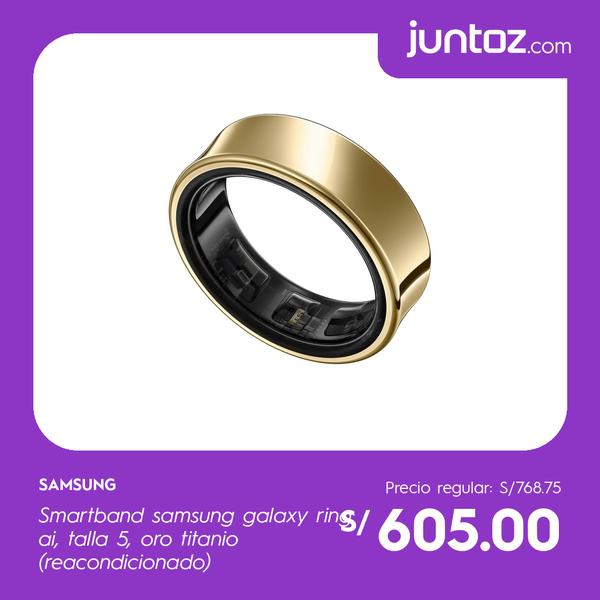 juntoz.com
SAMSUNG
Smartband samsung galaxy ring
ai, talla 5, oro titanio
(reacondicionado)
Precio regular: S/768.75
S/ 605.00